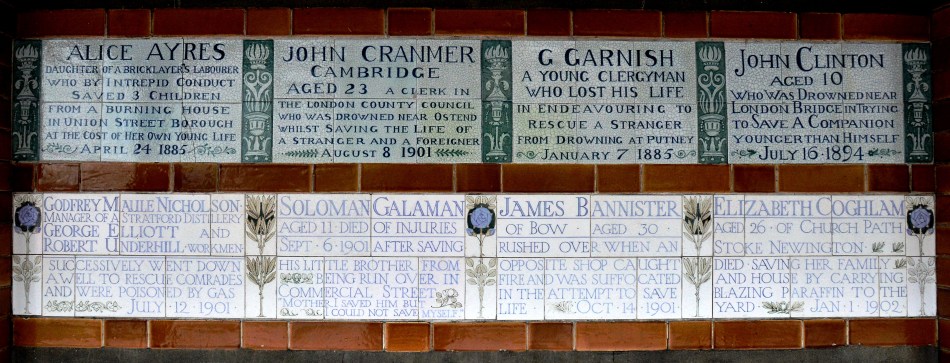 ALICE AYRES
DAUGHTER OF A BRICKLAYER'S LABOURER
WHO BY INTREPID CONDUCT
SAVED 3 CHILDREN
FROM A BURNING HOUSE
IN UNION STREET BOROUGH
AT THE COST OF HER OWN YOUNG LIFE
APRIL 24 1885
JOHN CRANMER
CAMBRIDGE
AGED 23 A CLERK IN
THE LONDON COUNTY COUNCIL
WHO WAS DROWNED NEAR OSTEND
WHILST SAVING THE LIFE OF
A STRANGER AND A FOREIGNER
AUGUST 8 1901
G GARNISH
A YOUNG CLERGYMAN
WHO LOST HIS LIFE
IN ENDEAVOURING TO
RESCUE A STRANGER
FROM DROWNING AT PUTNEY
JANUARY 7 1885
JOHN CLINTON
AGED 10
WHO WAS DROWNED NEAR
LONDON BRIDGE IN TRYING
TO SAVE A COMPANION
YOUNGER THAN HIMSELF
JULY 16·1894
GODFREY MAULE NICHOLSON·
MANAGER OF A STRATFORD DISTILLERY
GEORGE ELLIOTT AND
ROBERT UNDERHILL·WORKMEN
SUCCESSIVELY WENT DOWN
A WELL TO RESCUE COMRADES
AND WERE POISONED BY GAS
JULY·12·1901·
SOLOMAN GALAMAN
AGED 11·DIED OF INJURIES
SEPT·6·1901 AFTER SAVING
HIS LITTLE BROTHER FROM
BEING RUN OVER IN
COMMERCIAL STREET
"MOTHER I SAVED HIM BUT
I COULD NOT SAVE MYSELF"
JAMES BANNISTER
OF BOW · AGED 30 ·
RUSHED OVER WHEN AN
OPPOSITE SHOP CAUGHT
FIRE AND WAS SUFFOCATED
IN THE ATTEMPT TO SAVE
LIFE · OCT·14·1901·
ELIZABETH COGHLAM
AGED 26·OF CHURCH PATH
STOKE NEWINGTON·
DIED SAVING HER FAMILY
AND HOUSE BY CARRYING
BLAZING PARAFFIN TO THE
YARD · JAN·1·1902·